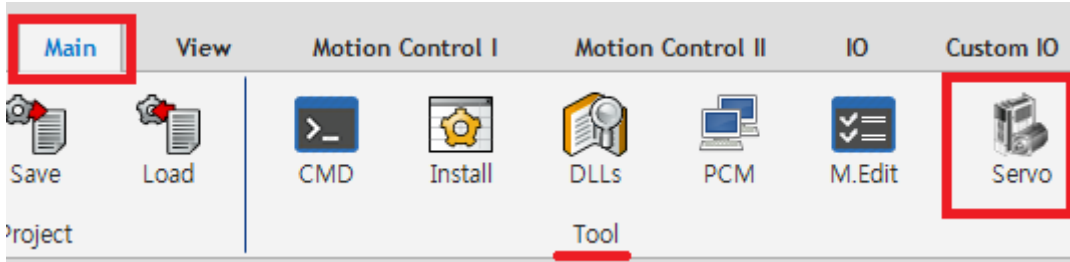 Main View Motion Control I Motion Control II IO Custom IO
Save Load CMD Install DLLs PCM M.Edit Servo
Project Tool